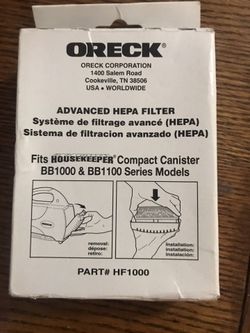 ORECK®
ORECK CORPORATION
1400 Salem Road
Cookeville, TN 38506
USA • WORLDWIDE
ADVANCED HEPA FILTER
Système de filtrage avancé (HEPA)
Sistema de filtracion avanzado (HEPA)
Fits HOUSEKEEPER® Compact Canister
BB1000 & BB1100 Series Models
removal:
dépose:
retiro:
installation:
installation:
instalación:
PART# HF1000